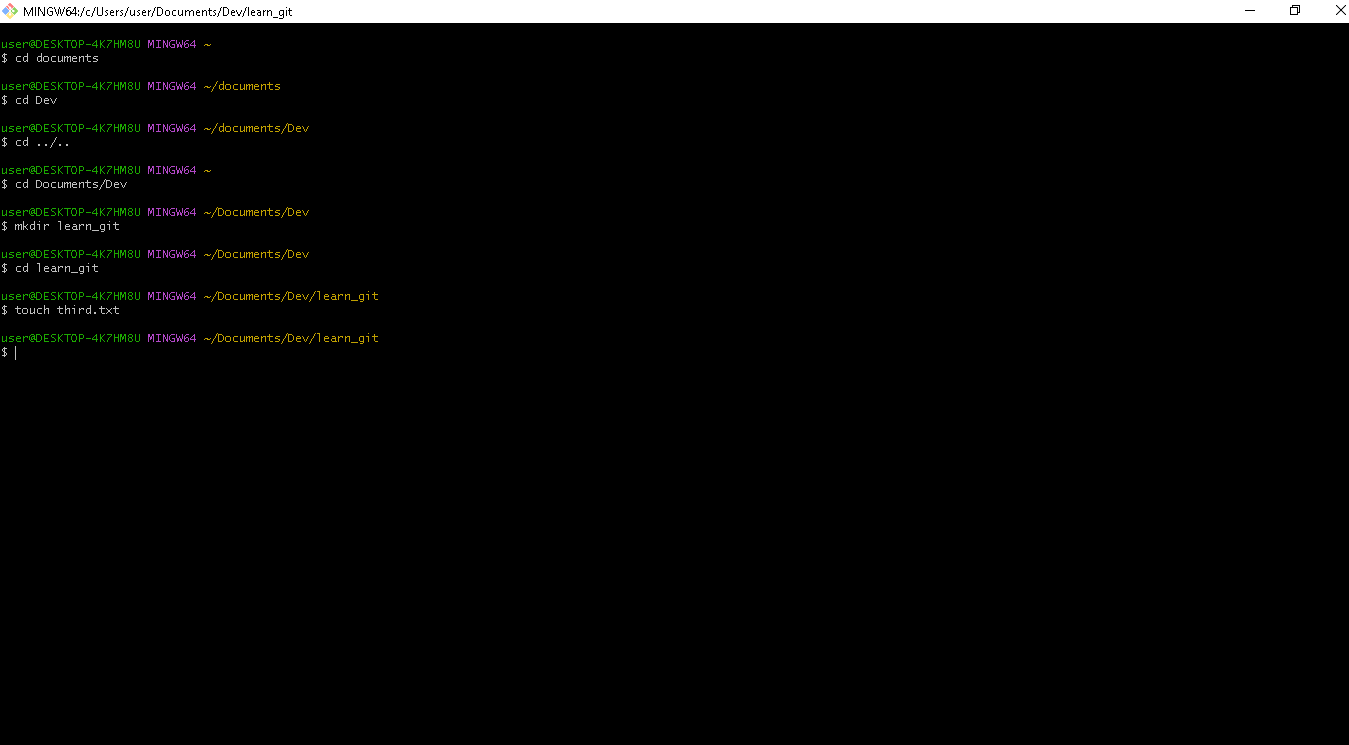 MINGW64:/c/Users/user/Documents/Dev/learn_git
user@DESKTOP-4K7HM8U MINGW64 ~
$ cd documents
user@DESKTOP-4K7HM8U MINGW64 ~/documents
$ cd Dev
user@DESKTOP-4K7HM8U MINGW64 ~/documents/Dev
$ cd ../..
user@DESKTOP-4K7HM8U MINGW64 ~
$ cd Documents/Dev
user@DESKTOP-4K7HM8U MINGW64 ~/Documents/Dev
$ mkdir learn_git
user@DESKTOP-4K7HM8U MINGW64 ~/Documents/Dev
$ cd learn_git
user@DESKTOP-4K7HM8U MINGW64 ~/Documents/Dev/learn_git
$ touch third.txt
user@DESKTOP-4K7HM8U MINGW64 ~/Documents/Dev/learn_git
$